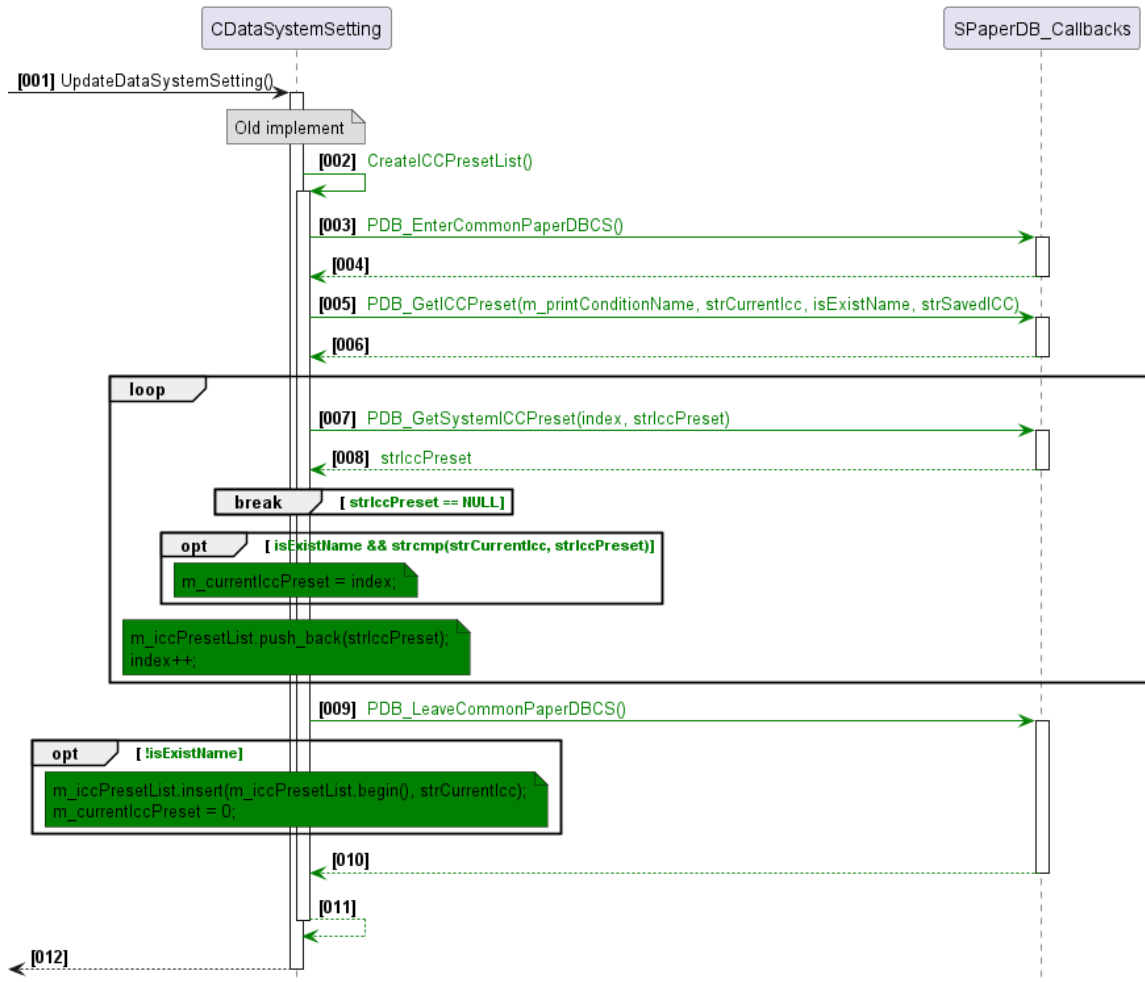 CDataSystemSetting
SPaperDB_Callbacks
[001] UpdateDataSystemSetting()
Old implement
[002] CreateICCPresetList()
[003] PDB_EnterCommonPaperDBCS()
[004]
[005] PDB_GetICCPreset(m_printConditionName, strCurrentIcc, isExistName, strSavedICC)
[006]
loop
[007] PDB_GetSystemICCPreset(index, strIccPreset)
[008] strIccPreset
break [ strIccPreset == NULL]
opt [ isExistName && strcmp(strCurrentIcc, strIccPreset)]
m_currentIccPreset = index;
m_iccPresetList.push_back(strIccPreset);
index++;
[009] PDB_LeaveCommonPaperDBCS()
opt [ !isExistName]
m_iccPresetList.insert(m_iccPresetList.begin(), strCurrentIcc);
m_currentIccPreset = 0;
[010]
[011]
[012]